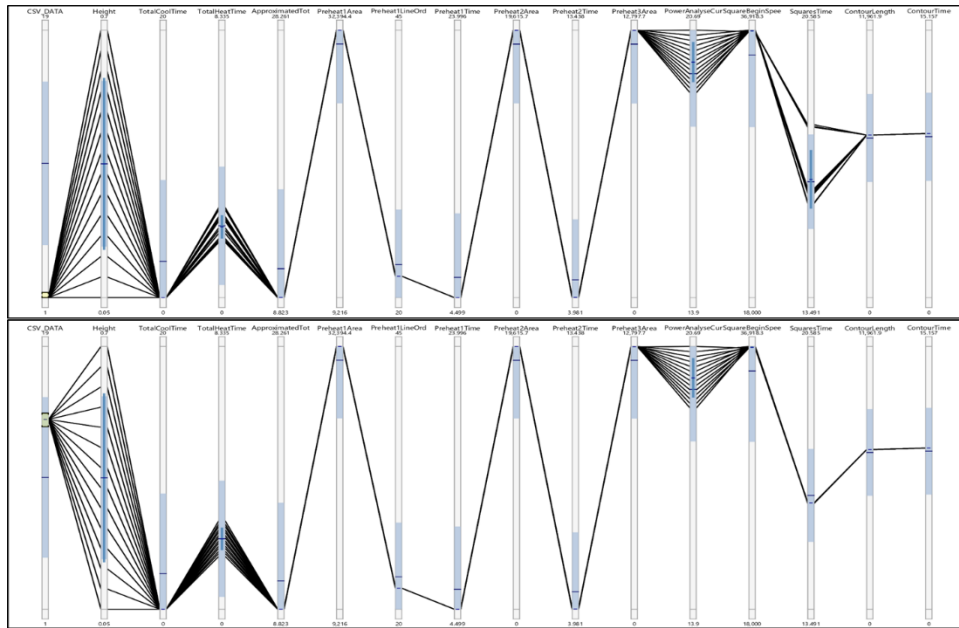 CSV_DATA Height TotalCoolTime TotalHeatTime ApproximatedTot Preheat1Area Preheat1LineOrd Preheat1Time Preheat2Area Preheat2Time Preheat3Area PowerAnalyseCur SquareBeginSpee SquaresTime ContourLength ContourTime
19 0.7 20 8.335 28.261 32,394.4 45 23.996 19,615.7 13.438 12,797.7 20.69 36,918.3 20.585 11,961.9 15.157
1 0.05 0 0 8.823 9,216 20 4.499 0 3.981 0 13.9 18,000 13.491 0 0
CSV_DATA Height TotalCoolTime TotalHeatTime ApproximatedTot Preheat1Area Preheat1LineOrd Preheat1Time Preheat2Area Preheat2Time Preheat3Area PowerAnalyseCur SquareBeginSpee SquaresTime ContourLength ContourTime
19 0.7 20 8.335 28.261 32,394.4 45 23.996 19,615.7 13.438 12,797.7 20.69 36,918.3 20.585 11,961.9 15.157
1 0.05 0 0 8.823 9,216 20 4.499 0 3.981 0 13.9 18,000 13.491 0 0